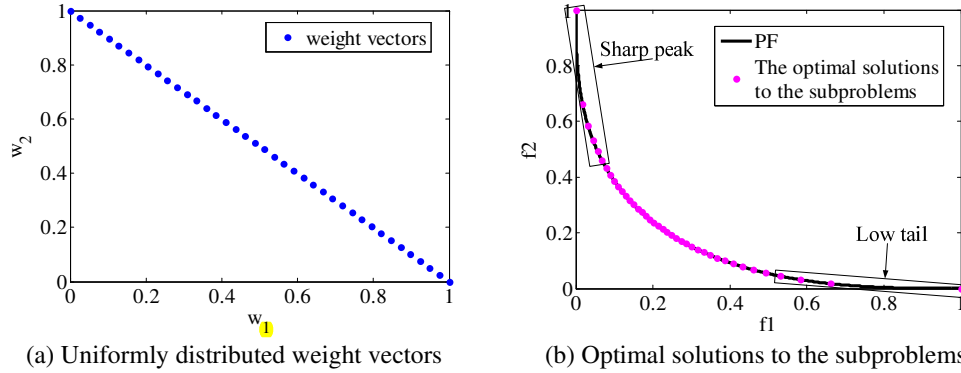 1
0.8
0.6
0.4
0.2
0
w2
weight vectors
0 0.2 0.4 0.6 0.8 1
w1
(a) Uniformly distributed weight vectors
1
0.8
0.6
0.4
0.2
0
f2
Sharp peak
PF
The optimal solutions
to the subproblems
Low tail
0 0.2 0.4 0.6 0.8 1
f1
(b) Optimal solutions to the subproblems